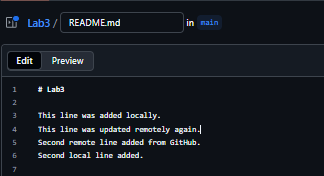 Lab3 / README.md in main
Edit Preview
1 # Lab3
2
3 This line was added locally.
4 This line was updated remotely again.
5 Second remote line added from GitHub.
6 Second local line added.
7